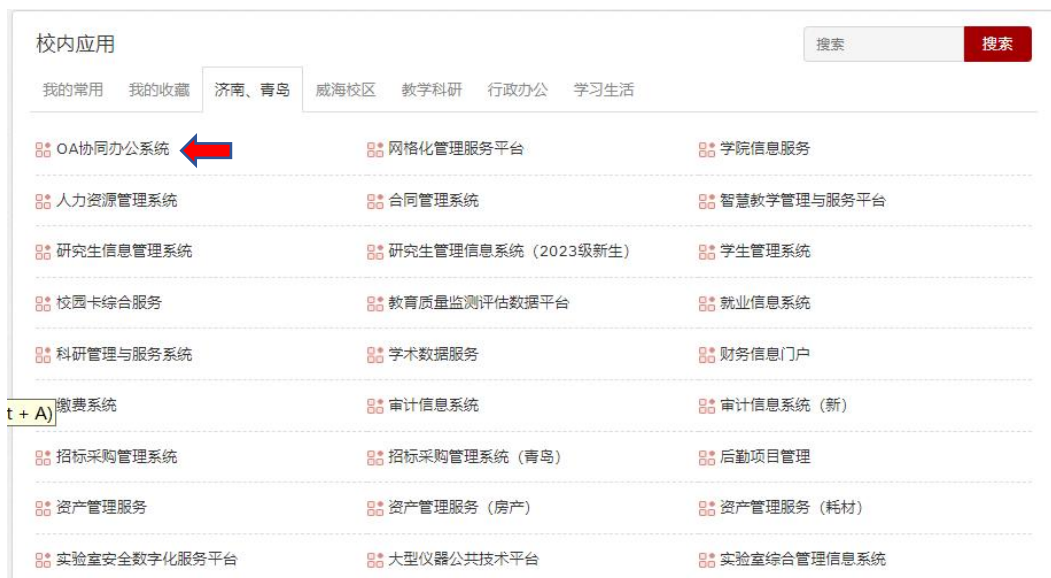 校内应用
搜索 搜索
我的常用 我的收藏 济南、青岛 威海校区 教学科研 行政办公 学习生活
OA协同办公系统 网格化管理服务平台 学院信息服务
人力资源管理系统 合同管理系统 智慧教学管理与服务平台
研究生信息管理系统 研究生管理信息系统（2023级新生） 学生管理系统
校园卡综合服务 教育质量监测评估数据平台 就业信息系统
科研管理与服务系统 学术数据服务 财务信息门户
t + A) 缴费系统 审计信息系统 审计信息系统（新）
招标采购管理系统 招标采购管理系统（青岛） 后勤项目管理
资产管理服务 资产管理服务（房产） 资产管理服务（耗材）
实验室安全数字化服务平台 大型仪器公共技术平台 实验室综合管理信息系统